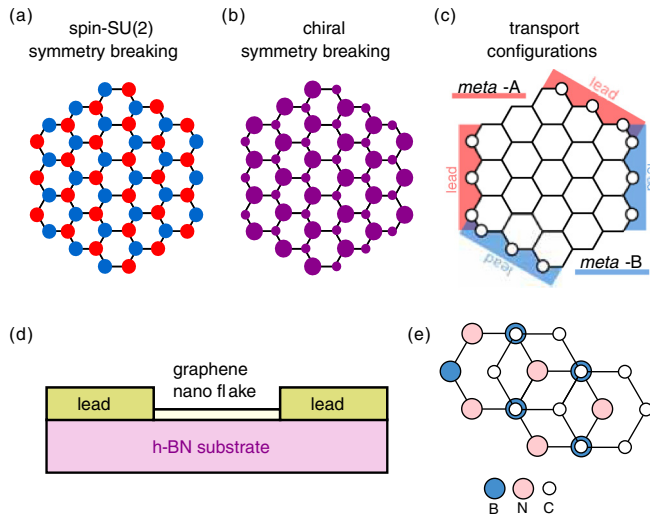 (a)
spin-SU(2)
symmetry breaking
(b)
chiral
symmetry breaking
(c)
transport
configurations
meta -A
lead
lead
lead
meta -B
(d)
graphene
nano flake
lead
lead
h-BN substrate
(e)
B N C